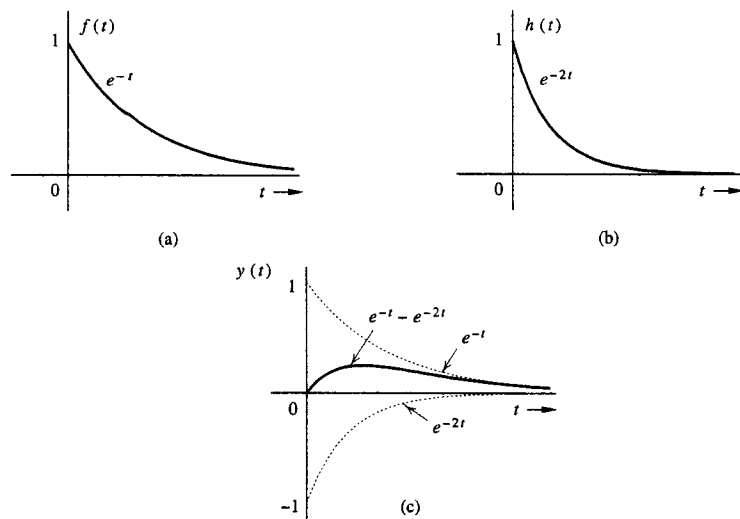 f(t)
1
e⁻ᵗ
0
t →
(a)
h(t)
1
e⁻²ᵗ
0
t →
(b)
y(t)
1
e⁻ᵗ – e⁻²ᵗ
e⁻ᵗ
0
t →
e⁻²ᵗ
–1
(c)